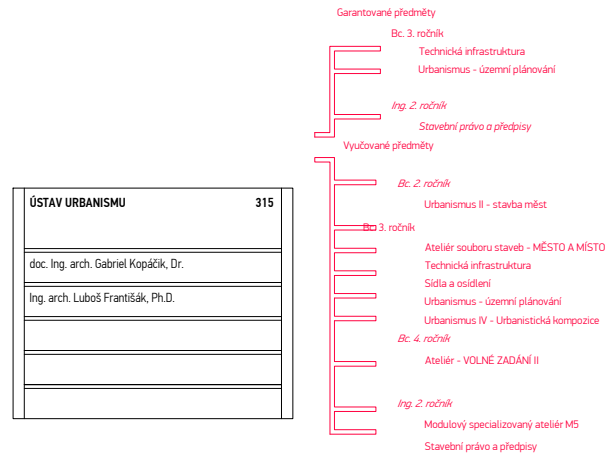 Garantované předměty
Bc. 3. ročník
Technická infrastruktura
Urbanismus - územní plánování
Ing. 2. ročník
Stavební právo a předpisy
Vyučované předměty
Bc. 2. ročník
Urbanismus II - stavba měst
Bc. 3. ročník
Ateliér souboru staveb - MĚSTO A MÍSTO
Technická infrastruktura
Sídla a osídlení
Urbanismus - územní plánování
Urbanismus IV - Urbanistická kompozice
Bc. 4. ročník
Ateliér - VOLNÉ ZADÁNÍ II
Ing. 2. ročník
Modulový specializovaný ateliér M5
Stavební právo a předpisy
ÚSTAV URBANISMU 315
doc. Ing. arch. Gabriel Kopáčik, Dr.
Ing. arch. Luboš Františák, Ph.D.